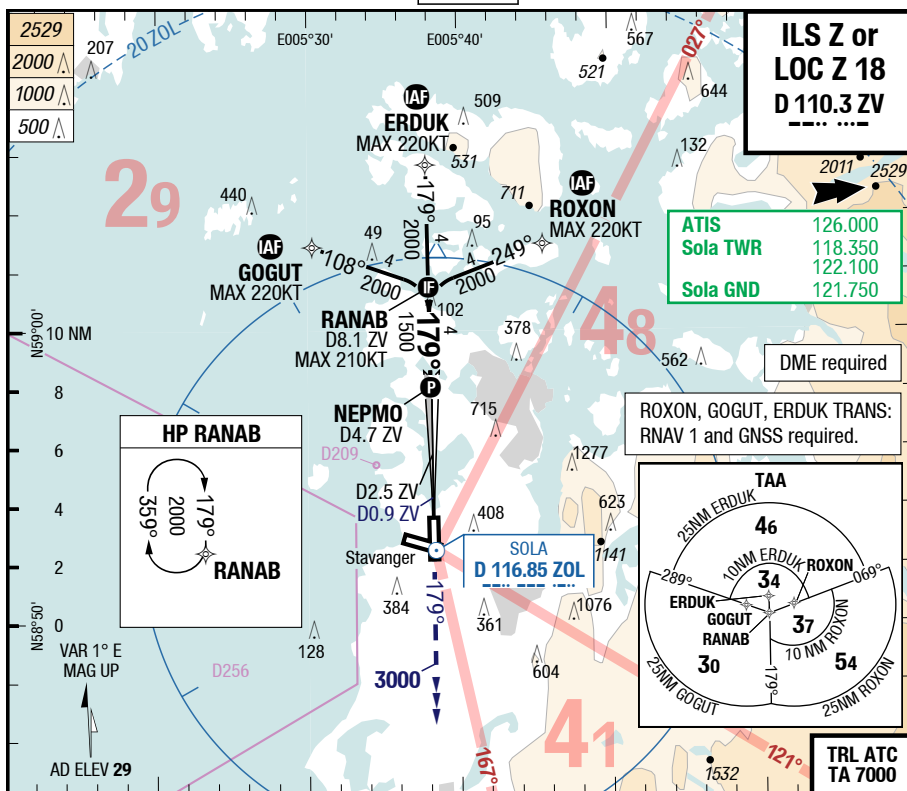 2529
2000
1000
500
207
20 ZOL
E005°30'
E005°40'
567
521
027°
644
ILS Z or
LOC Z 18
D 110.3 ZV
IAF
ERDUK
MAX 220KT
509
531
132
2011
2529
29
440
179°
2000
4
711
IAF
ROXON
MAX 220KT
95
49
ATIS 126.000
Sola TWR 118.350
122.100
Sola GND 121.750
IAF
GOGUT
MAX 220KT
108°
4
2000
249°
4
2000
IF
RANAB
D8.1 ZV
MAX 210KT
102
179°
1500
4
48
378
562
N59°00'
10 NM
8
6
4
2
0
N58°50'
DME required
P
NEPMO
D4.7 ZV
715
ROXON, GOGUT, ERDUK TRANS:
RNAV 1 and GNSS required.
HP RANAB
359°
2000
179°
RANAB
D209
1277
D2.5 ZV
D0.9 ZV
408
623
1141
Stavanger
SOLA
D 116.85 ZOL
TAA
25NM ERDUK
46
10NM ERDUK
34
ROXON
289°
069°
ERDUK
GOGUT
RANAB
37
10 NM ROXON
30
54
179°
25NM GOGUT
25NM ROXON
384
179°
361
1076
128
VAR 1° E
MAG UP
D256
3000
604
41
167°
121°
1532
AD ELEV 29
TRL ATC
TA 7000